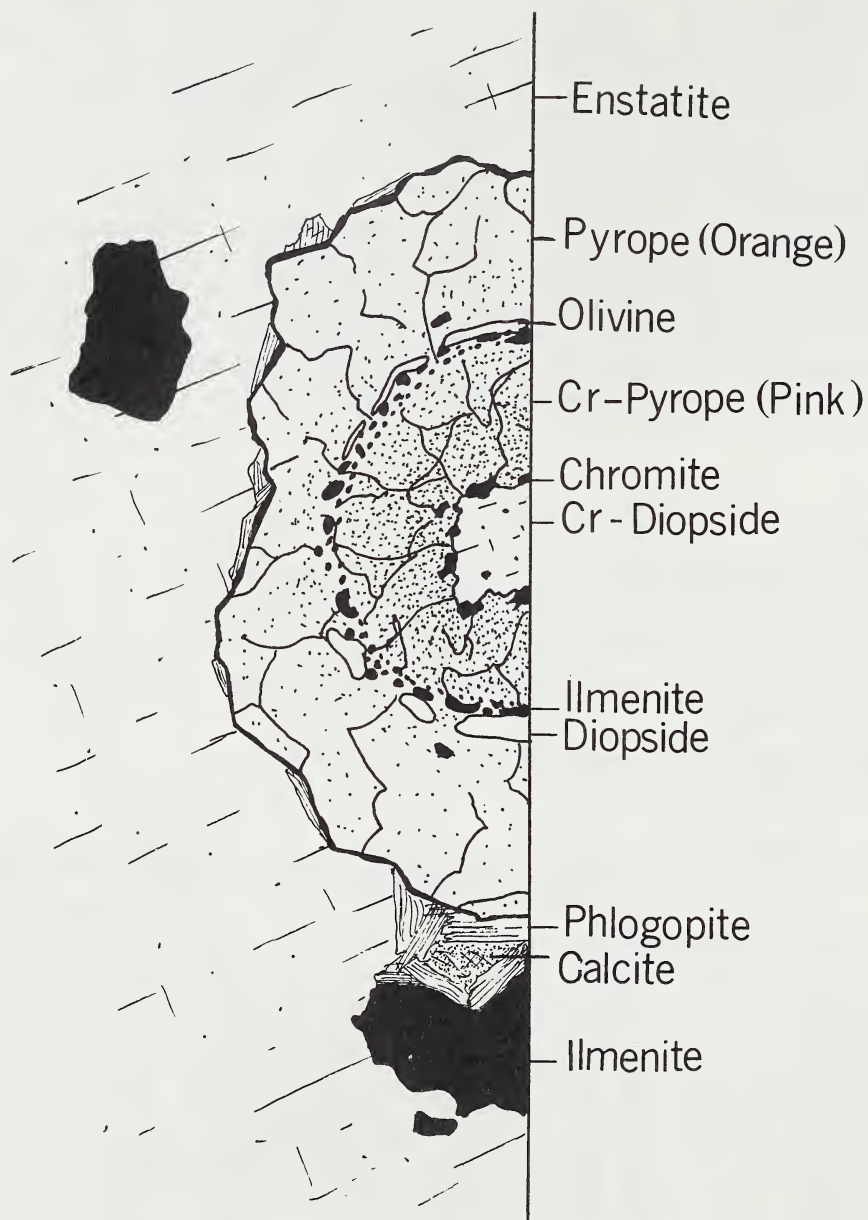 Enstatite
Pyrope (Orange)
Olivine
Cr-Pyrope (Pink)
Chromite
Cr-Diopside
Ilmenite
Diopside
Phlogopite
Calcite
Ilmenite